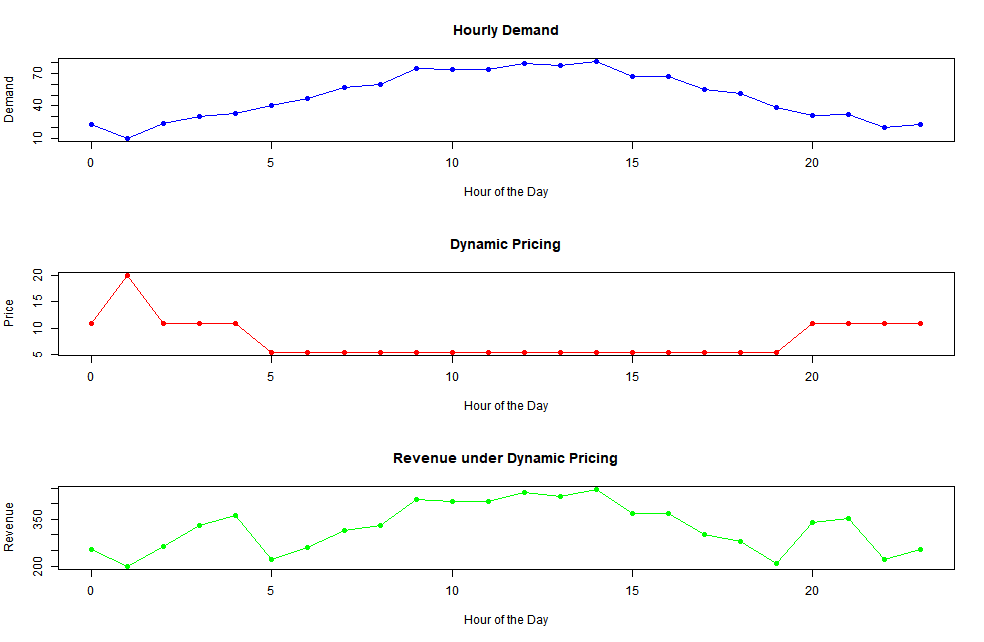 Hourly Demand
Demand
10 40 70
0 5 10 15 20
Hour of the Day
Dynamic Pricing
Price
5 10 15 20
0 5 10 15 20
Hour of the Day
Revenue under Dynamic Pricing
Revenue
200 350
0 5 10 15 20
Hour of the Day